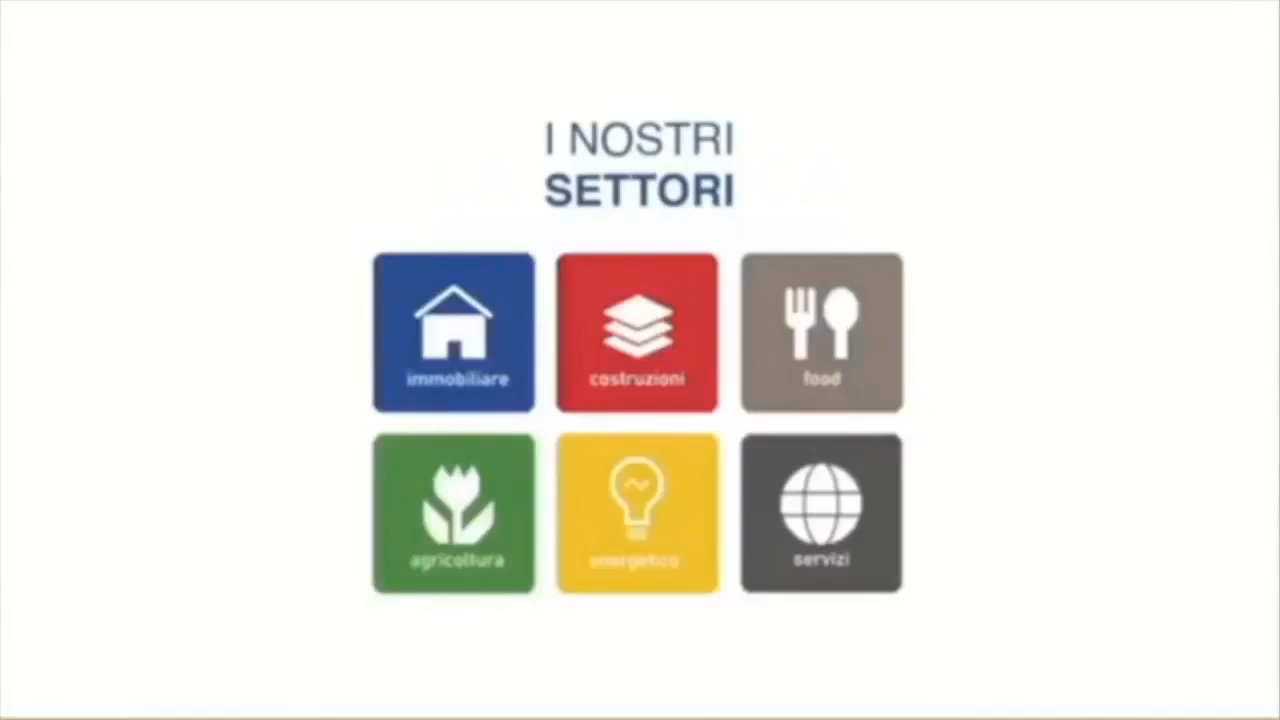 I NOSTRI
SETTORI
immobiliare
costruzioni
food
agricoltura
energetico
servizi